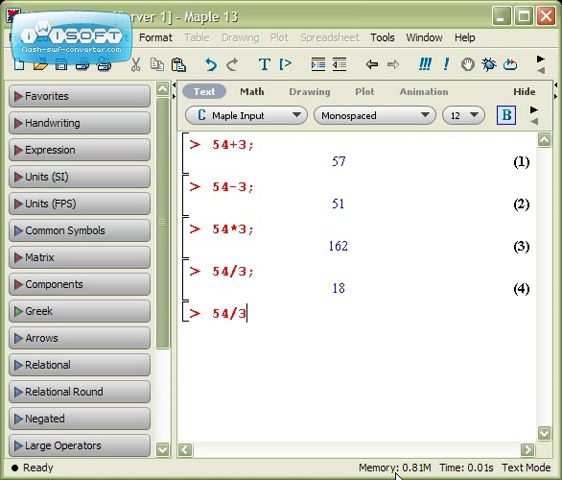 [Server 1] - Maple 13
iWiSOFT
flash-swf-converter.com
Format Table Drawing Plot Spreadsheet Tools Window Help
Text Math Drawing Plot Animation Hide
C Maple Input Monospaced 12 B
Favorites
Handwriting
Expression
Units (SI)
Units (FPS)
Common Symbols
Matrix
Components
Greek
Arrows
Relational
Relational Round
Negated
Large Operators
> 54+3;
57 (1)
> 54-3;
51 (2)
> 54*3;
162 (3)
> 54/3;
18 (4)
> 54/3
Ready Memory: 0.81M Time: 0.01s Text Mode